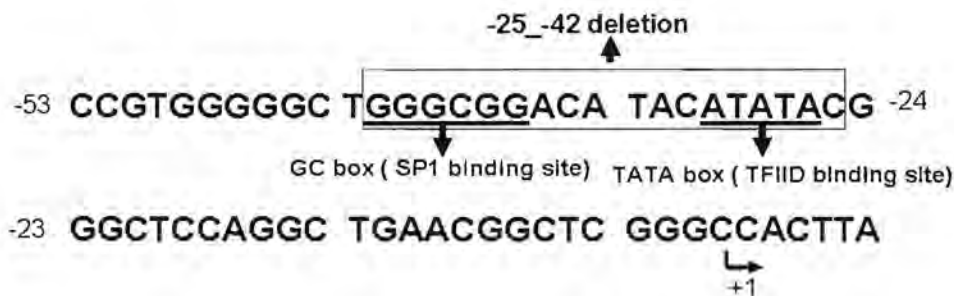 -25_-42 deletion
-53 CCGTGGGGGC TGGGCGGACA TACATATACG -24
GC box ( SP1 binding site) TATA box ( TFIID binding site)
-23 GGCTCCAGGC TGAACGGCTC GGGCCACTTA
+1